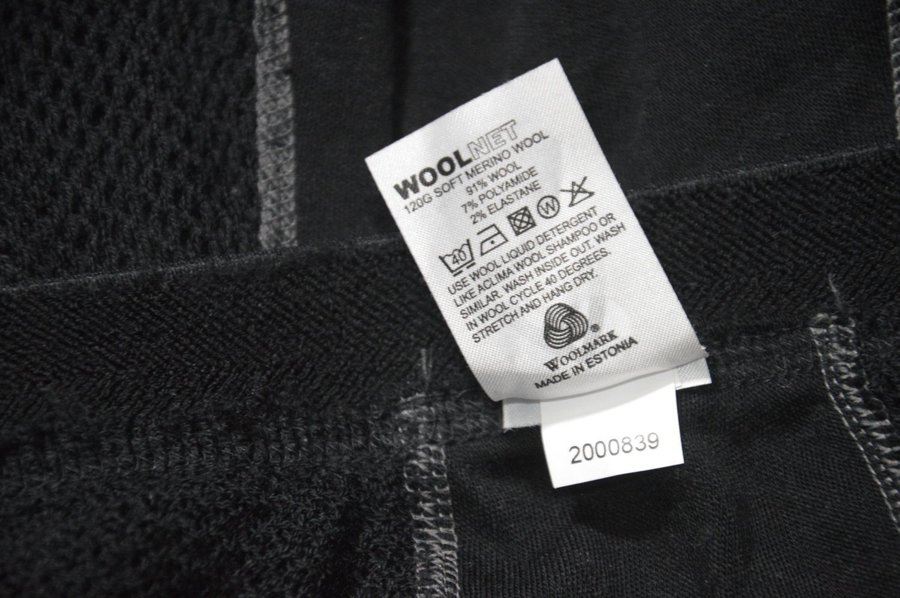 WOOLNET
120G SOFT MERINO WOOL
91% WOOL
7% POLYAMIDE
2% ELASTANE
40 W
USE WOOL LIQUID DETERGENT
LIKE ACLIMA WOOL SHAMPOO OR
SIMILAR. WASH INSIDE OUT. WASH
IN WOOL CYCLE 40 DEGREES.
STRETCH AND HANG DRY.
®
WOOLMARK
MADE IN ESTONIA
2000839